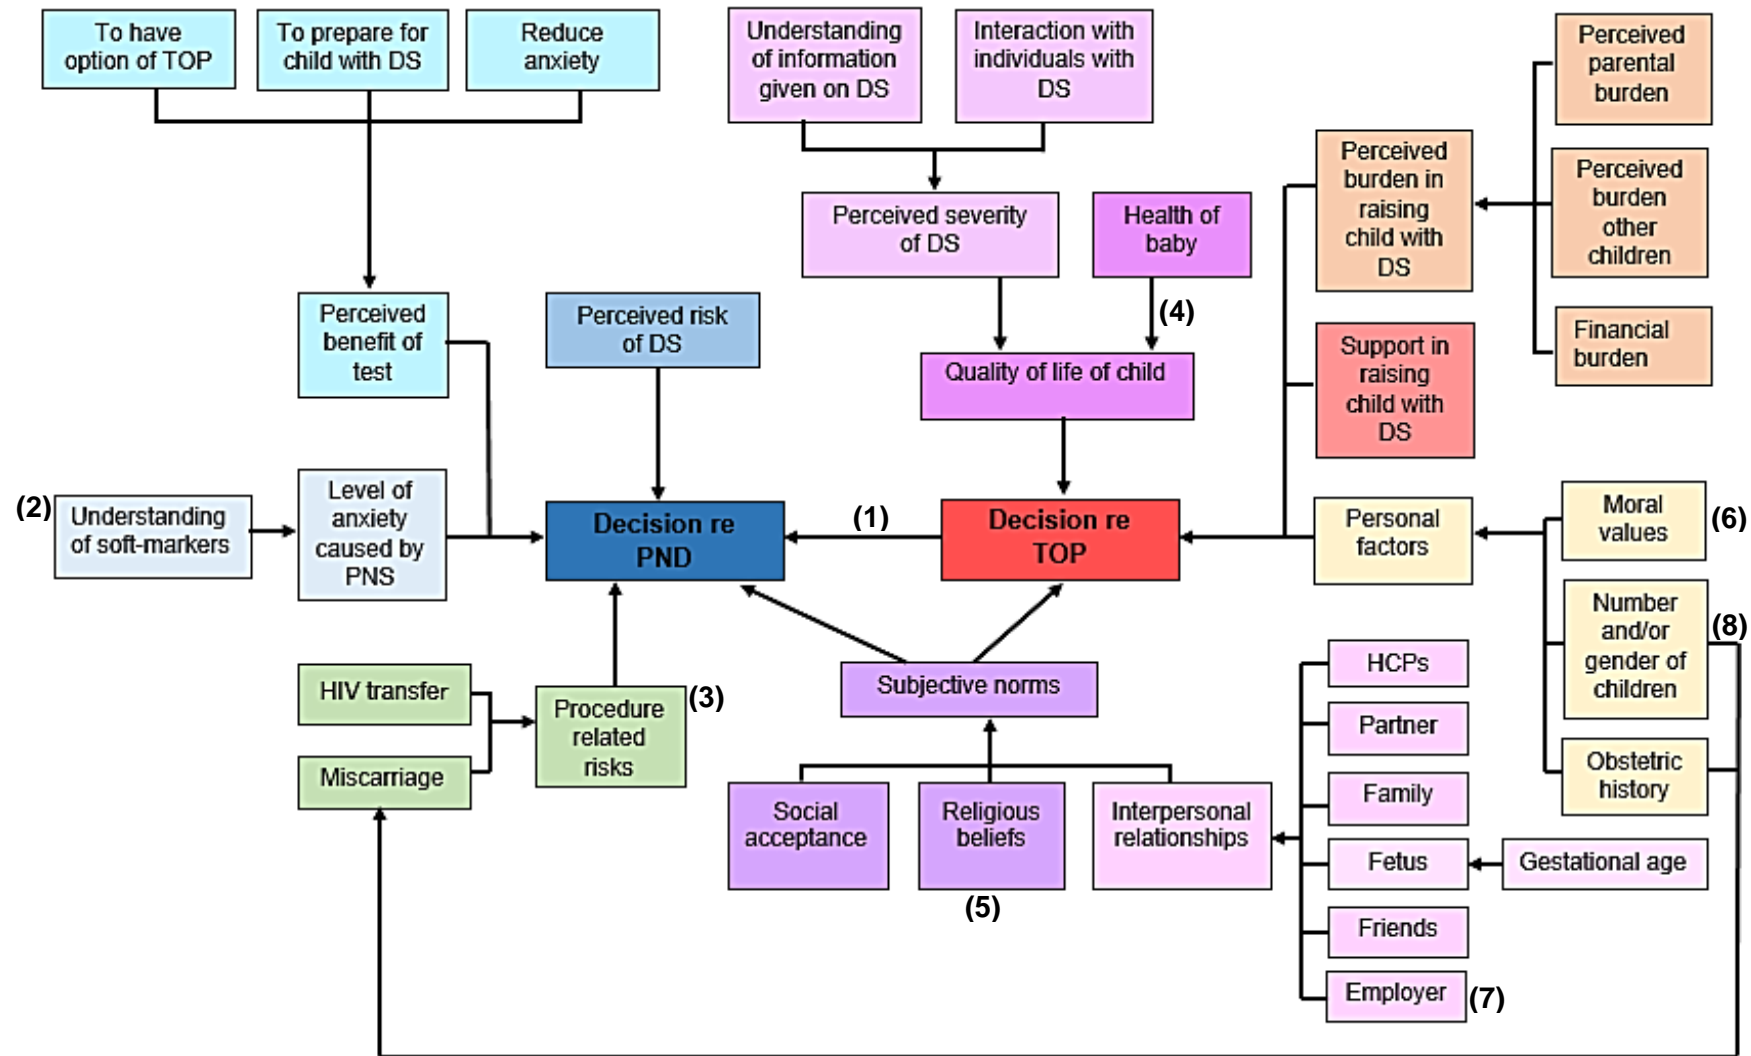 To have
option of TOP
To prepare for
child with DS
Reduce
anxiety
Understanding
of information
given on DS
Interaction with
individuals with
DS
Perceived
parental
burden
Perceived
burden in
raising
child with
DS
Perceived
burden
other
children
Perceived severity
of DS
Health of
baby
(4)
Perceived
benefit of
test
Perceived risk
of DS
Quality of life of child
Support in
raising
child with
DS
Financial
burden
(2)
Understanding
of soft-markers
Level of
anxiety
caused by
PNS
Decision re
PND
(1)
Decision re
TOP
Personal
factors
Moral
values
(6)
Number
and/or
gender of
children
(8)
Obstetric
history
HIV transfer
Miscarriage
Procedure
related
risks
(3)
Subjective norms
Social
acceptance
Religious
beliefs
(5)
Interpersonal
relationships
HCPs
Partner
Family
Fetus
Gestational age
Friends
Employer
(7)